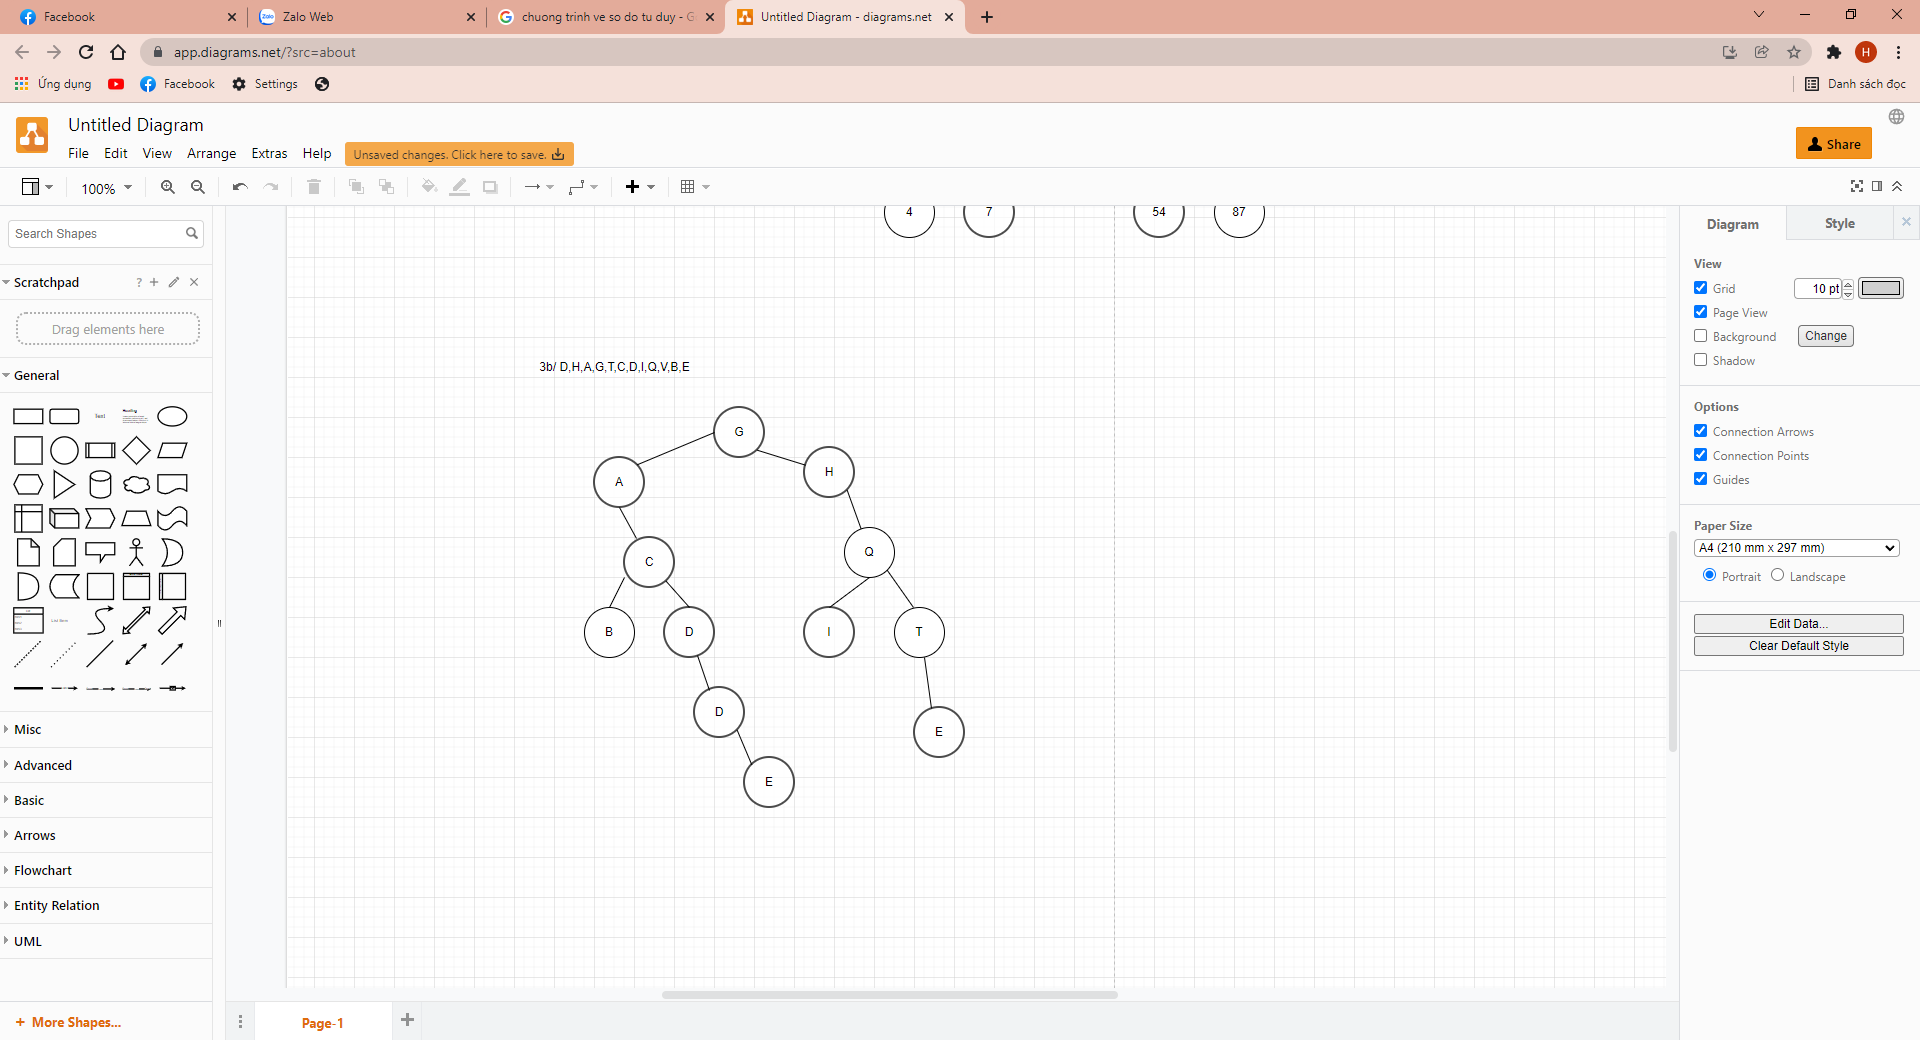 Facebook
Zalo Web
chuong trinh ve so do tu duy - G
Untitled Diagram - diagrams.net
app.diagrams.net/?src=about
H
Ứng dụng
Facebook
Settings
Danh sách đọc
Untitled Diagram
File Edit View Arrange Extras Help
Unsaved changes. Click here to save.
Share
100%
Search Shapes
Scratchpad
?
Drag elements here
General
Text
Heading
Misc
Advanced
Basic
Arrows
Flowchart
Entity Relation
UML
+ More Shapes...
4 7 54 87
3b/ D,H,A,G,T,C,D,I,Q,V,B,E
G
H
A
Q
C
B D I T
D
E
E
Page-1
Diagram
Style
View
Grid
10 pt
Page View
Background
Change
Shadow
Options
Connection Arrows
Connection Points
Guides
Paper Size
A4 (210 mm x 297 mm)
Portrait
Landscape
Edit Data...
Clear Default Style